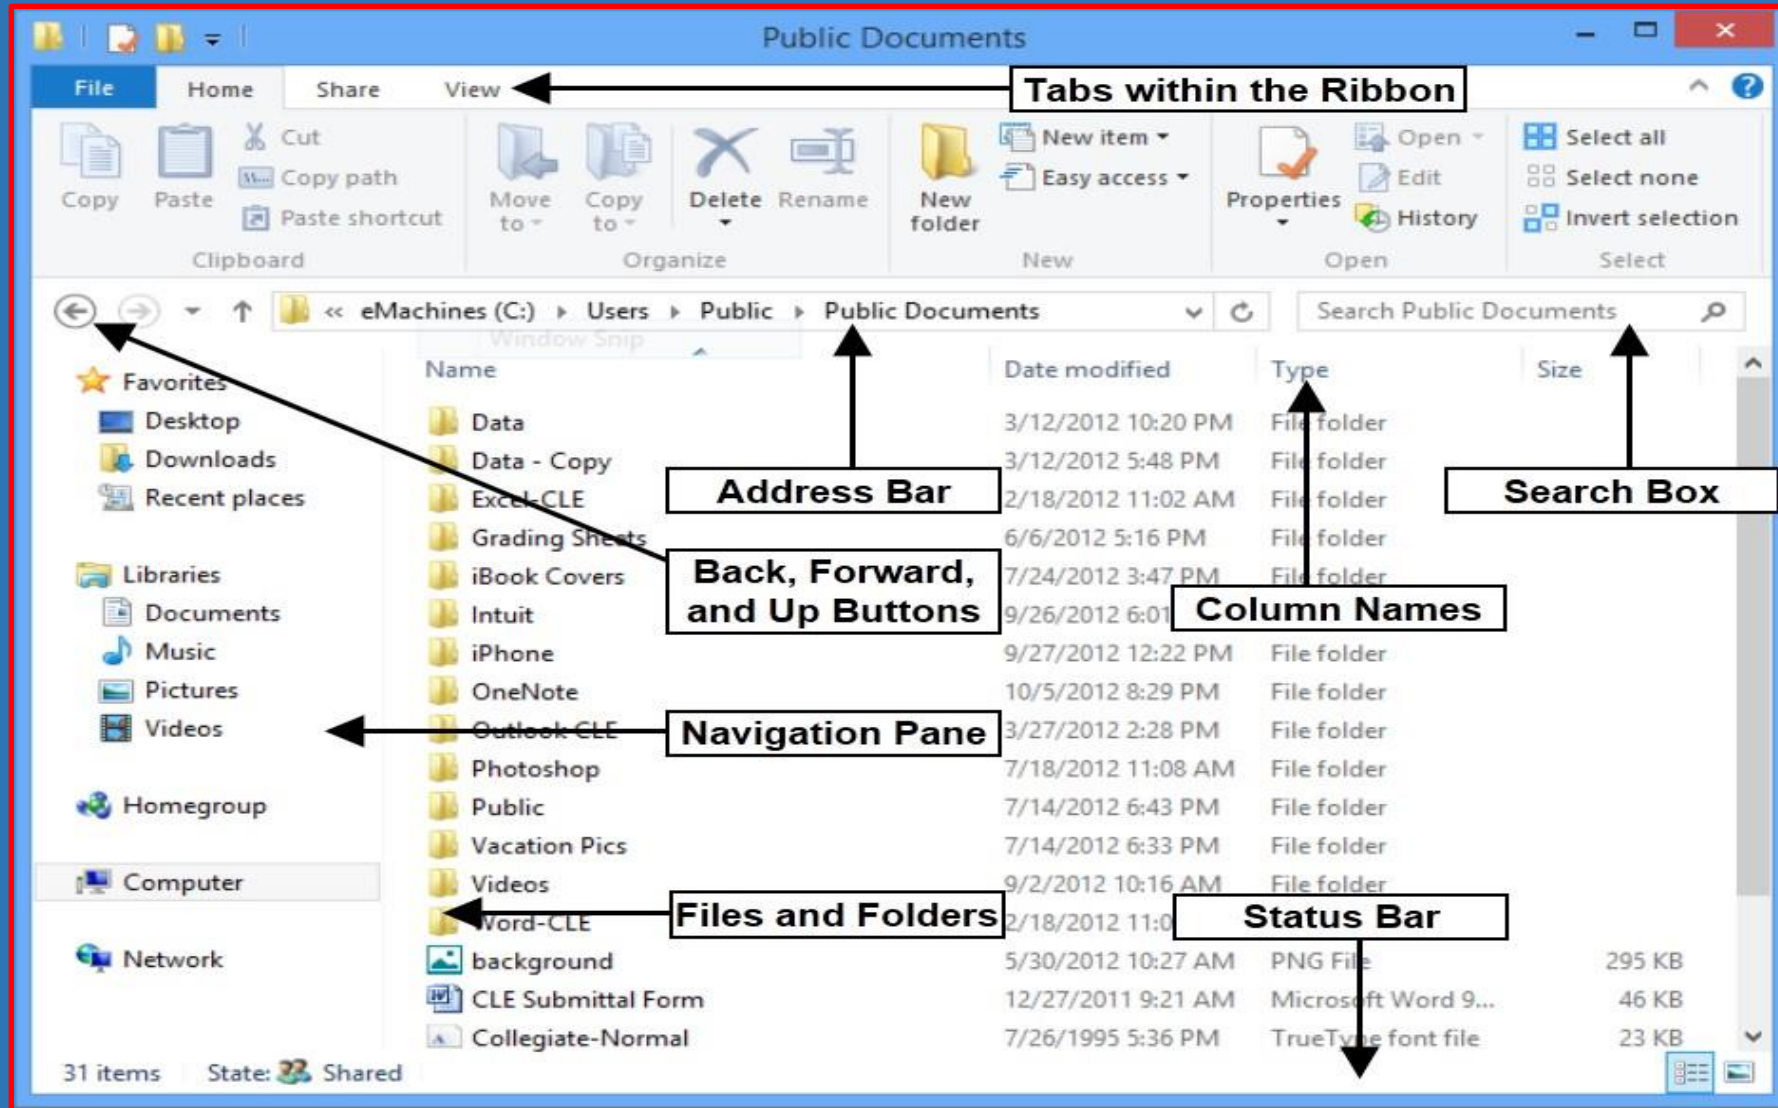 Public Documents
File Home Share View Tabs within the Ribbon
Copy Paste Cut Copy path Paste shortcut Move to Copy to Delete Rename New folder New item Easy access Properties Open Edit History Select all Select none Invert selection
Clipboard Organize New Open Select
« eMachines (C:) Users Public Public Documents Search Public Documents
Window Snip
Name Date modified Type Size
Favorites
Desktop
Downloads
Recent places
Libraries
Documents
Music
Pictures
Videos
Homegroup
Computer
Network
Data 3/12/2012 10:20 PM File folder
Data - Copy 3/12/2012 5:48 PM File folder
Excel-CLE 2/18/2012 11:02 AM File folder
Grading Sheets 6/6/2012 5:16 PM File folder
iBook Covers 7/24/2012 3:47 PM File folder
Intuit 9/26/2012 6:01
iPhone 9/27/2012 12:22 PM File folder
OneNote 10/5/2012 8:29 PM File folder
Outlook CLE 3/27/2012 2:28 PM File folder
Photoshop 7/18/2012 11:08 AM File folder
Public 7/14/2012 6:43 PM File folder
Vacation Pics 7/14/2012 6:33 PM File folder
Videos 9/2/2012 10:16 AM File folder
Word-CLE 2/18/2012 11:0
background 5/30/2012 10:27 AM PNG File 295 KB
CLE Submittal Form 12/27/2011 9:21 AM Microsoft Word 9... 46 KB
Collegiate-Normal 7/26/1995 5:36 PM TrueType font file 23 KB
Address Bar
Search Box
Back, Forward,
and Up Buttons
Column Names
Navigation Pane
Files and Folders
Status Bar
31 items State: Shared